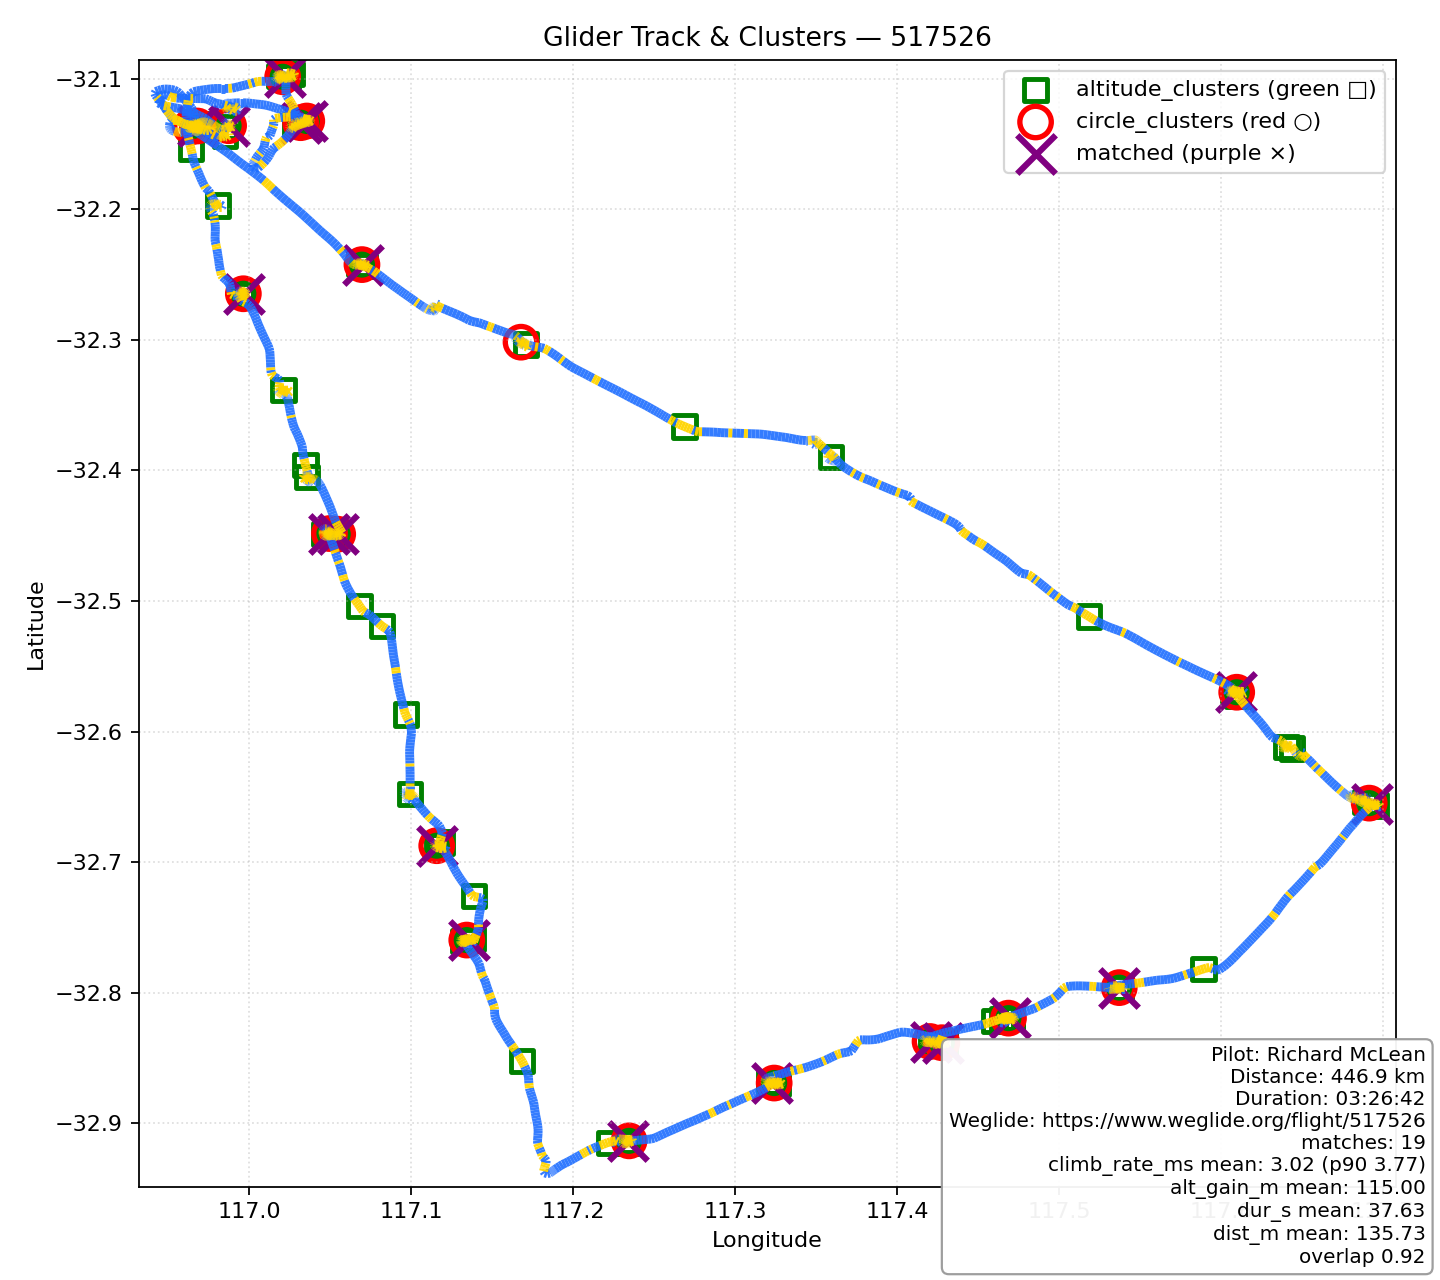 Glider Track & Clusters — 517526
altitude_clusters (green □)
circle_clusters (red ○)
matched (purple ×)
−32.1
−32.2
−32.3
−32.4
−32.5
−32.6
−32.7
−32.8
−32.9
Latitude
117.0
117.1
117.2
117.3
117.4
117.5
Longitude
Pilot: Richard McLean
Distance: 446.9 km
Duration: 03:26:42
Weglide: https://www.weglide.org/flight/517526
matches: 19
climb_rate_ms mean: 3.02 (p90 3.77)
alt_gain_m mean: 115.00
dur_s mean: 37.63
dist_m mean: 135.73
overlap 0.92